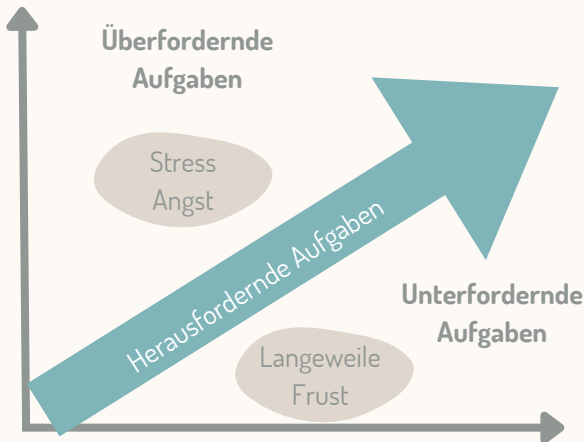 Überfordernde
Aufgaben
Stress
Angst
Herausfordernde Aufgaben
Unterfordernde
Aufgaben
Langeweile
Frust